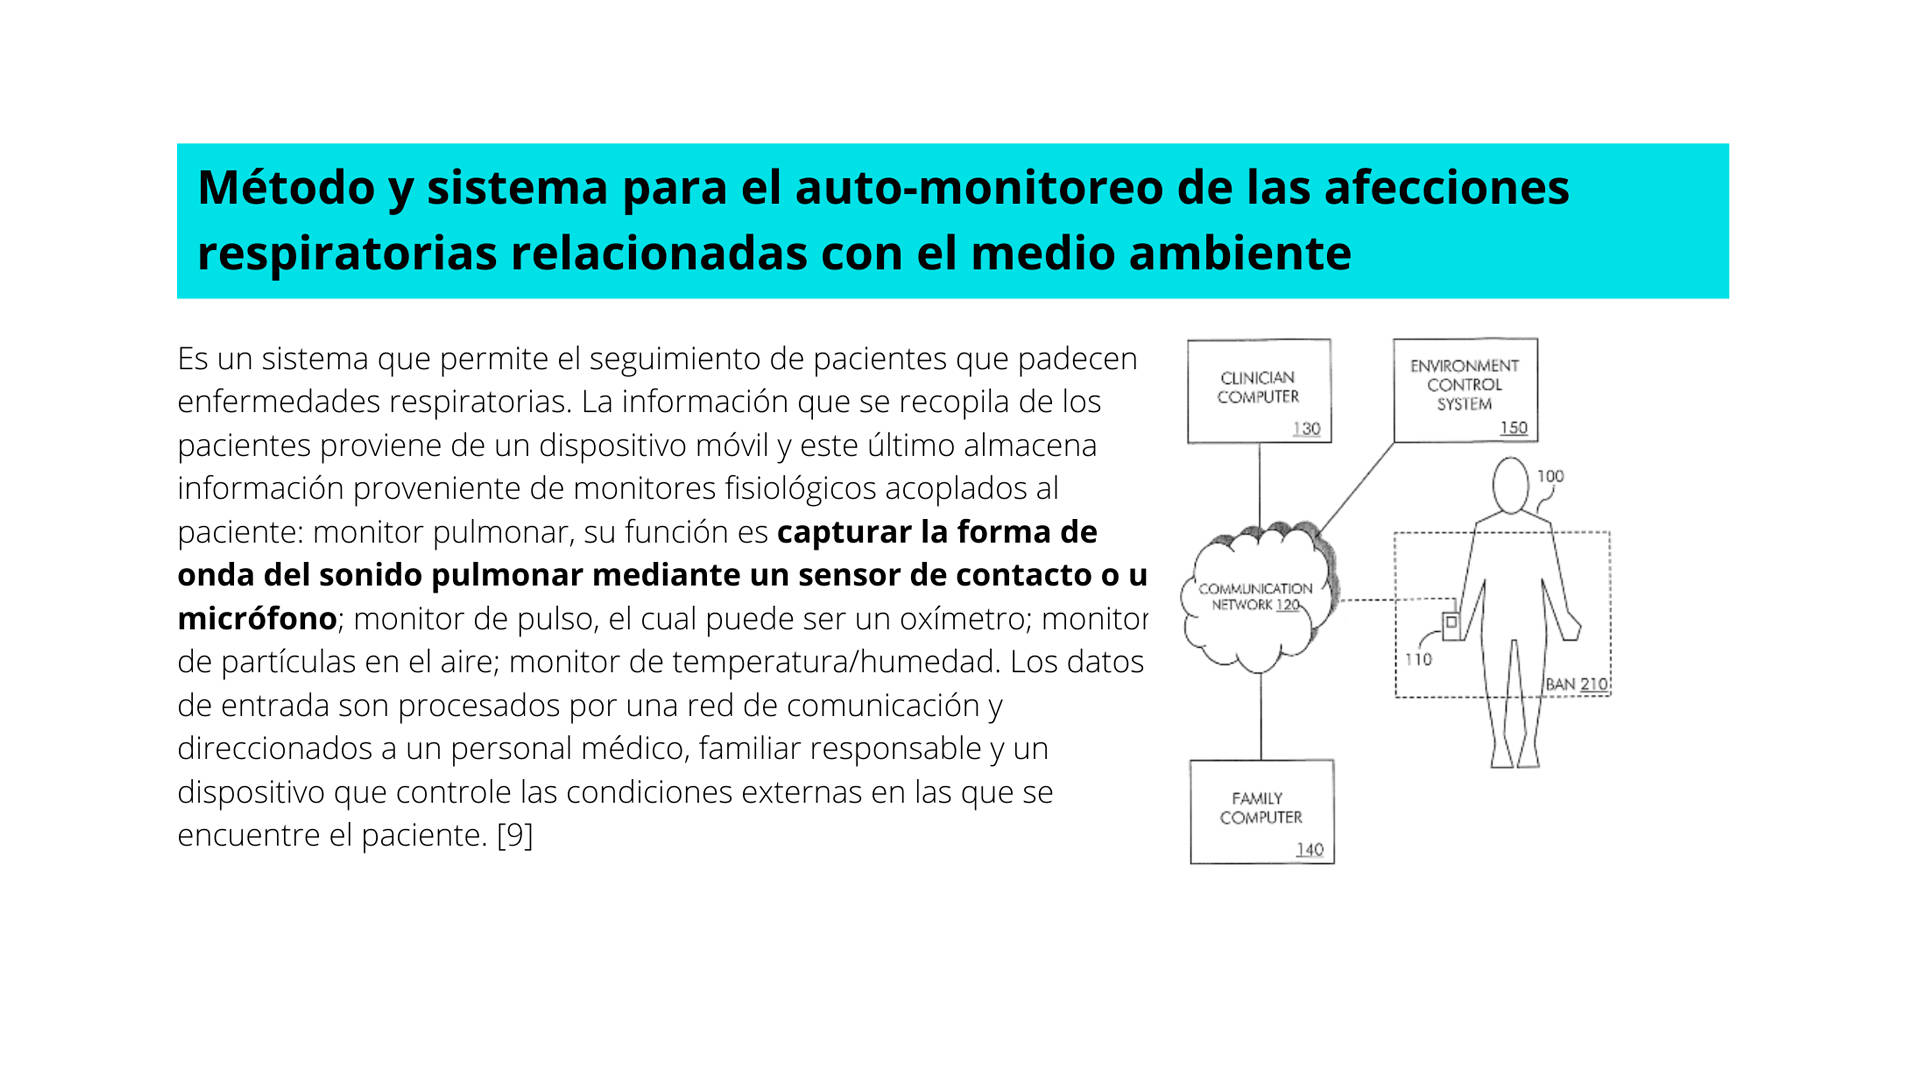 Método y sistema para el auto-monitoreo de las afecciones
respiratorias relacionadas con el medio ambiente
Es un sistema que permite el seguimiento de pacientes que padecen
enfermedades respiratorias. La información que se recopila de los
pacientes proviene de un dispositivo móvil y este último almacena
información proveniente de monitores fisiológicos acoplados al
paciente: monitor pulmonar, su función es capturar la forma de
onda del sonido pulmonar mediante un sensor de contacto o u
micrófono; monitor de pulso, el cual puede ser un oxímetro; monitor
de partículas en el aire; monitor de temperatura/humedad. Los datos
de entrada son procesados por una red de comunicación y
direccionados a un personal médico, familiar responsable y un
dispositivo que controle las condiciones externas en las que se
encuentre el paciente. [9]
CLINICIAN
COMPUTER
130
ENVIRONMENT
CONTROL
SYSTEM
150
100
COMMUNICATION
NETWORK 120
110
BAN 210
FAMILY
COMPUTER
140